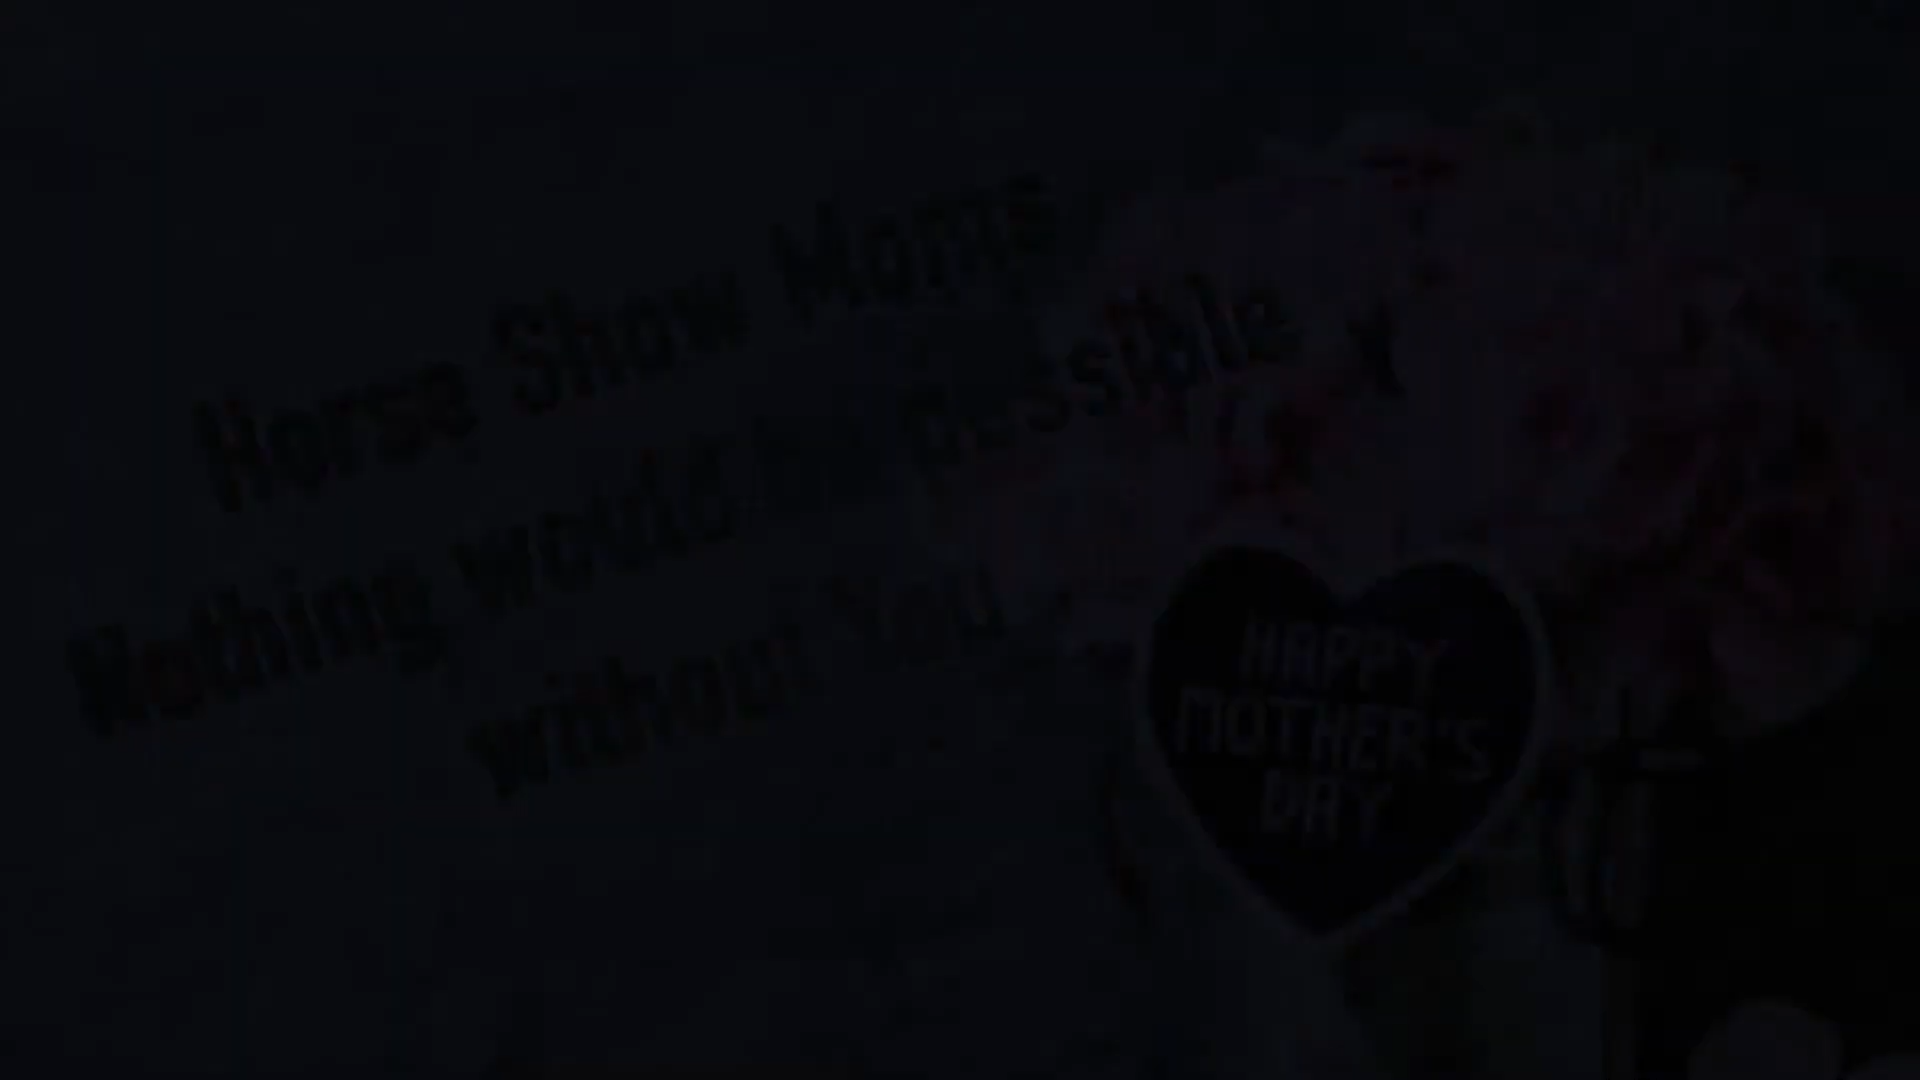 Horse Show Moms
Nothing would be possible
without You
HAPPY
MOTHER'S
DAY